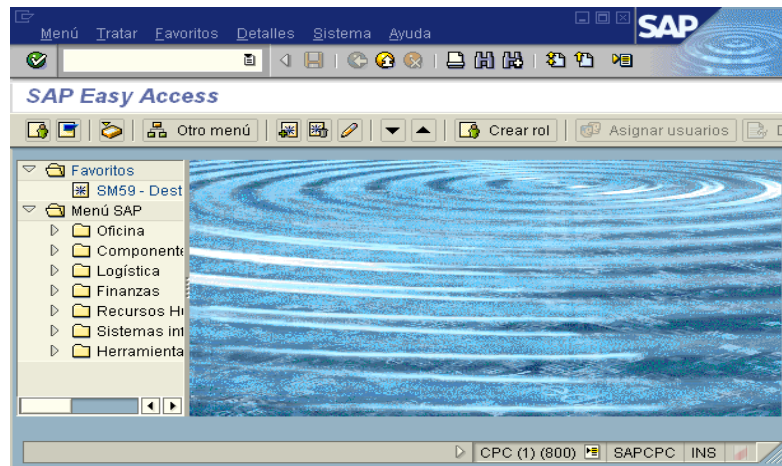 Menú Tratar Favoritos Detalles Sistema Ayuda
SAP
SAP Easy Access
Otro menú Crear rol Asignar usuarios
Favoritos
SM59 - Dest
Menú SAP
Oficina
Componente
Logística
Finanzas
Recursos
Sistemas int
Herramienta
CPC (1) (800) SAPCPC INS